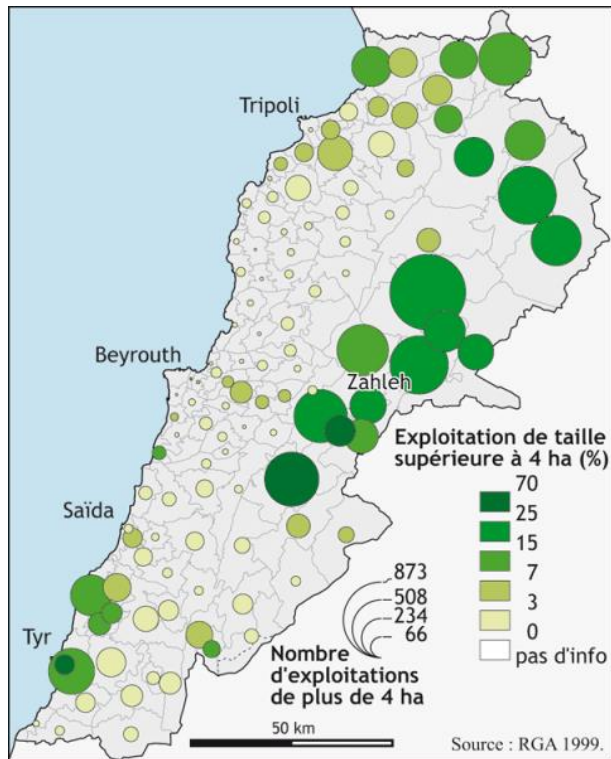 Tripoli
Beyrouth
Zahleh
Saïda
Tyr
Exploitation de taille
supérieure à 4 ha (%)
70
25
15
7
3
0
pas d'info
873
508
234
66
Nombre
d'exploitations
de plus de 4 ha
50 km
Source : RGA 1999.